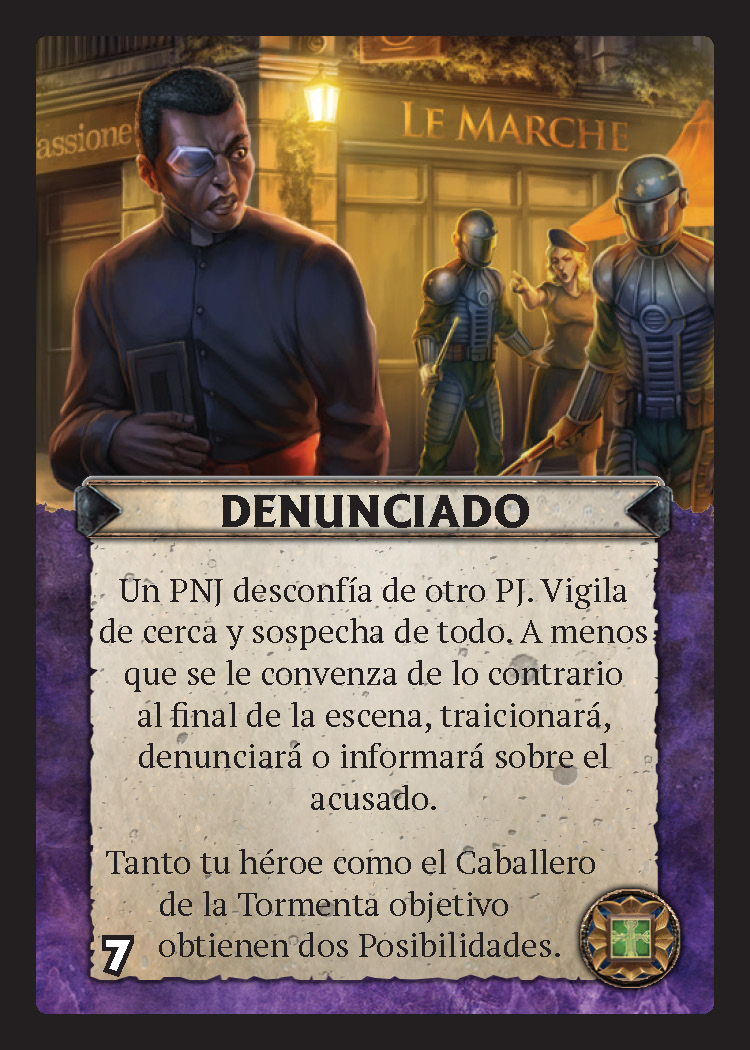 assione
LE MARCHE
DENUNCIADO
Un PNJ desconfía de otro PJ. Vigila
de cerca y sospecha de todo. A menos
que se le convenza de lo contrario
al final de la escena, traicionará,
denunciará o informará sobre el
acusado.
Tanto tu héroe como el Caballero
de la Tormenta objetivo
obtienen dos Posibilidades.
7